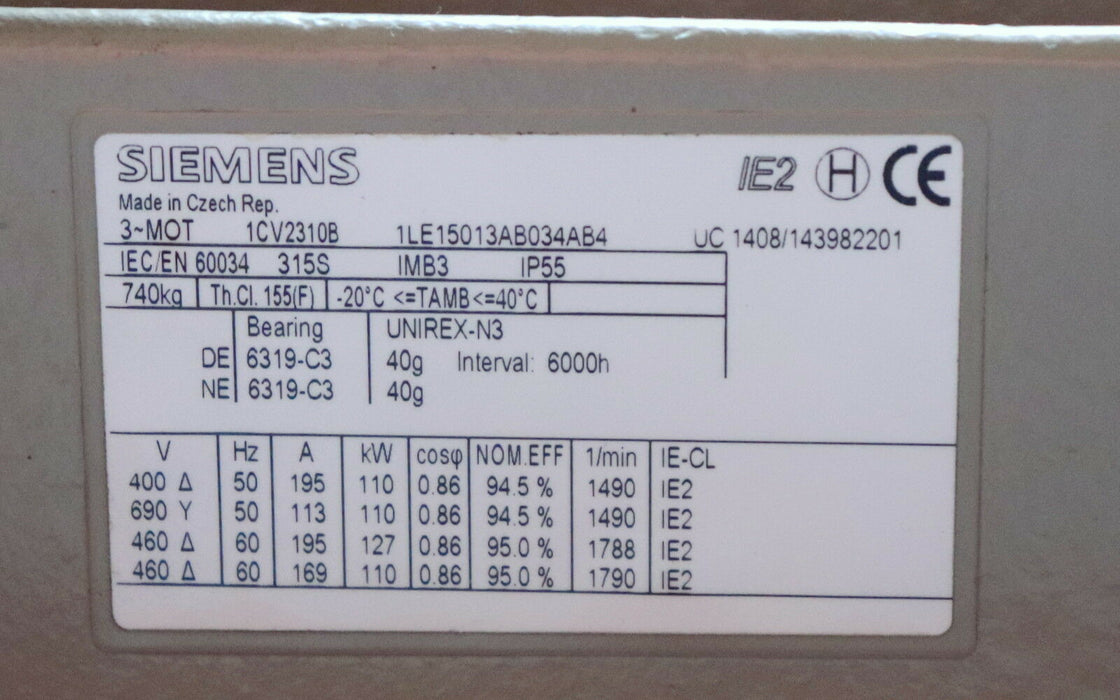 SIEMENS IE2 H CE
Made in Czech Rep.
3~MOT 1CV2310B 1LE15013AB034AB4 UC 1408/143982201
IEC/EN 60034 315S IMB3 IP55
740kg Th.Cl. 155(F) -20°C <=TAMB<=40°C
Bearing UNIREX-N3
DE 6319-C3 40g Interval: 6000h
NE 6319-C3 40g
V Hz A kW cosφ NOM.EFF 1/min IE-CL
400 Δ 50 195 110 0.86 94.5 % 1490 IE2
690 Y 50 113 110 0.86 94.5 % 1490 IE2
460 Δ 60 195 127 0.86 95.0 % 1788 IE2
460 Δ 60 169 110 0.86 95.0 % 1790 IE2